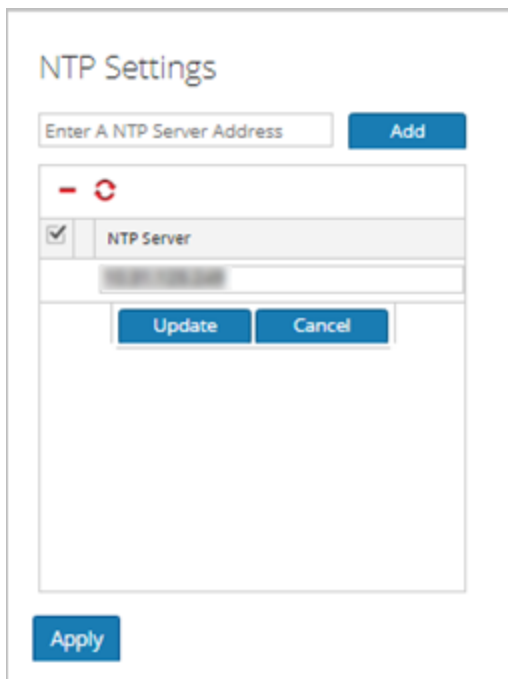 NTP Settings
Enter A NTP Server Address
Add
NTP Server
Update Cancel
Apply